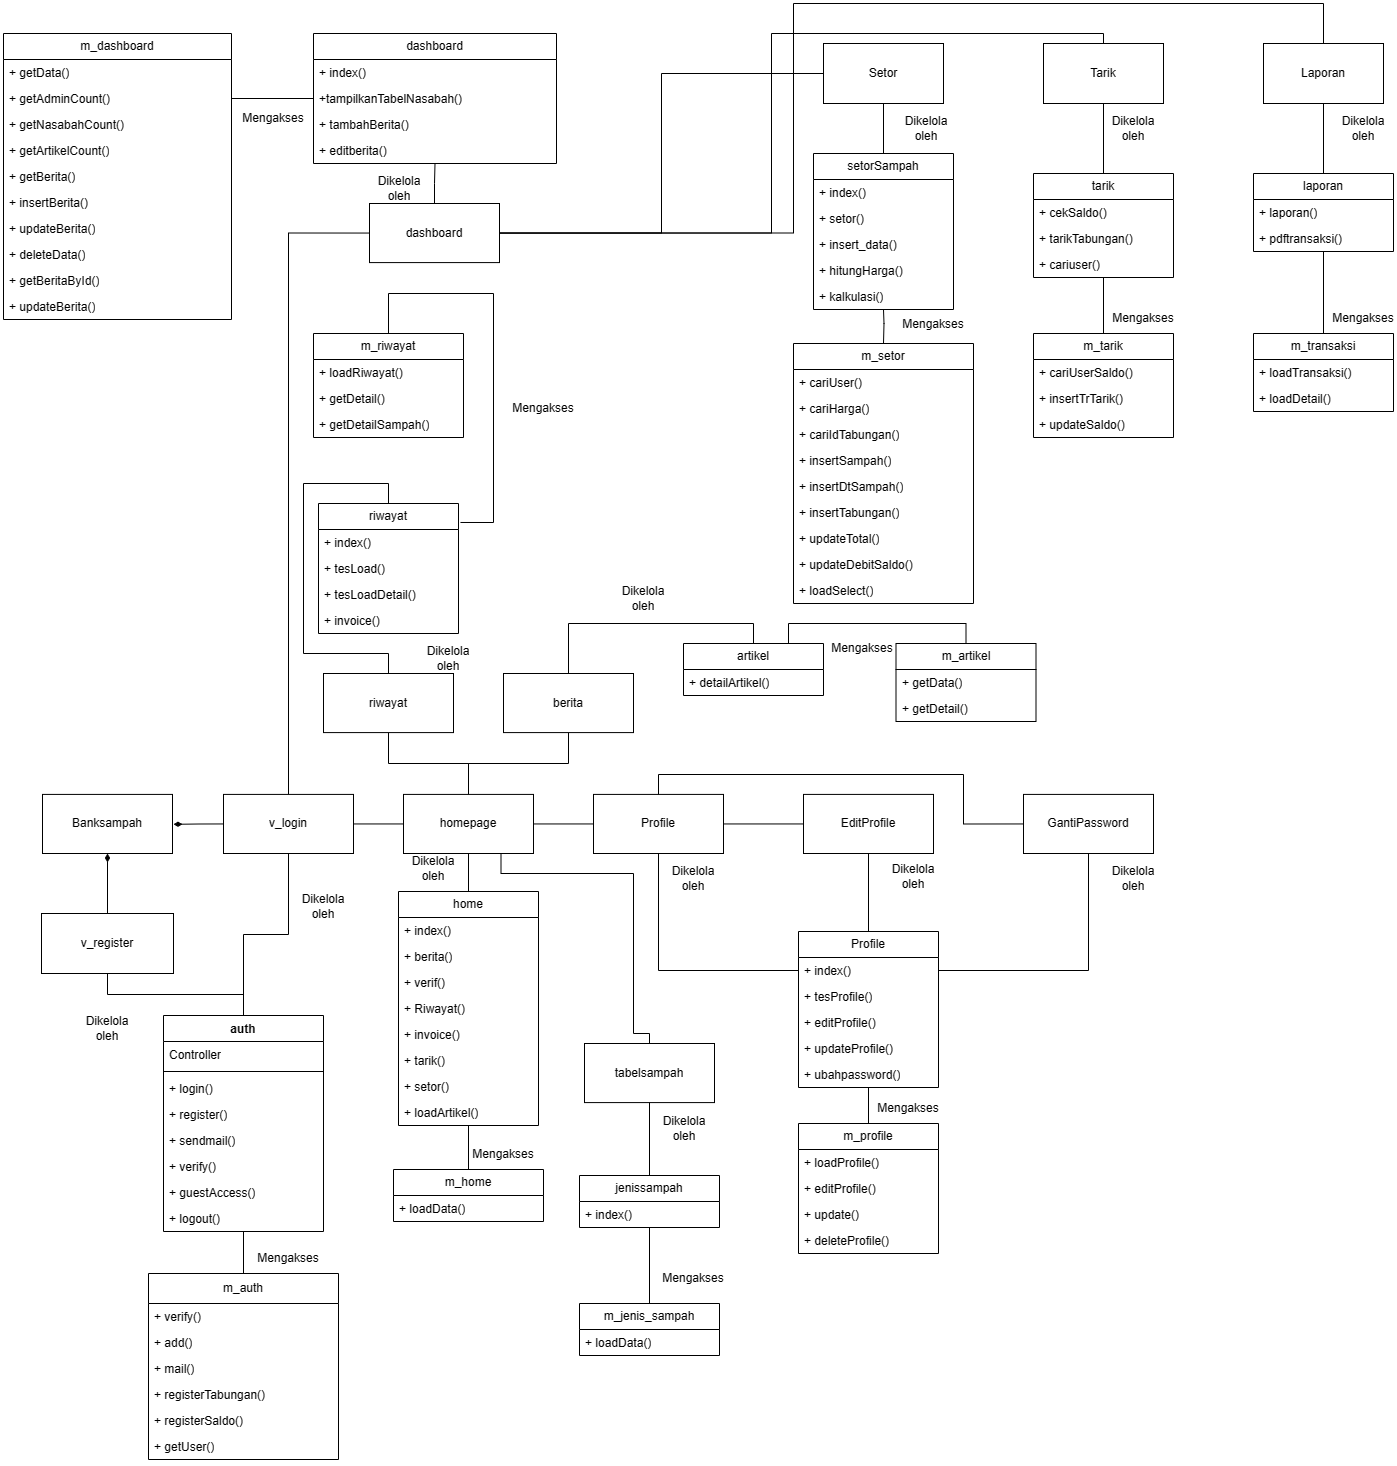 m_dashboard
+ getData()
+ getAdminCount()
+ getNasabahCount()
+ getArtikelCount()
+ getBerita()
+ insertBerita()
+ updateBerita()
+ deleteData()
+ getBeritaById()
+ updateBerita()
Mengakses
dashboard
+ index()
+tampilkanTabelNasabah()
+ tambahBerita()
+ editberita()
Dikelola
oleh
dashboard
Setor
Dikelola
oleh
setorSampah
+ index()
+ setor()
+ insert_data()
+ hitungHarga()
+ kalkulasi()
Mengakses
m_setor
+ cariUser()
+ cariHarga()
+ cariIdTabungan()
+ insertSampah()
+ insertDtSampah()
+ insertTabungan()
+ updateTotal()
+ updateDebitSaldo()
+ loadSelect()
Tarik
Dikelola
oleh
tarik
+ cekSaldo()
+ tarikTabungan()
+ cariuser()
Mengakses
m_tarik
+ cariUserSaldo()
+ insertTrTarik()
+ updateSaldo()
Laporan
Dikelola
oleh
laporan
+ laporan()
+ pdftransaksi()
Mengakses
m_transaksi
+ loadTransaksi()
+ loadDetail()
m_riwayat
+ loadRiwayat()
+ getDetail()
+ getDetailSampah()
Mengakses
riwayat
+ index()
+ tesLoad()
+ tesLoadDetail()
+ invoice()
Dikelola
oleh
riwayat
berita
Dikelola
oleh
artikel
+ detailArtikel()
Mengakses
m_artikel
+ getData()
+ getDetail()
Banksampah
v_login
homepage
Profile
EditProfile
GantiPassword
v_register
Dikelola
oleh
Dikelola
oleh
auth
Controller
+ login()
+ register()
+ sendmail()
+ verify()
+ guestAccess()
+ logout()
Mengakses
m_auth
+ verify()
+ add()
+ mail()
+ registerTabungan()
+ registerSaldo()
+ getUser()
Dikelola
oleh
home
+ index()
+ berita()
+ verif()
+ Riwayat()
+ invoice()
+ tarik()
+ setor()
+ loadArtikel()
Mengakses
m_home
+ loadData()
tabelsampah
Dikelola
oleh
jenissampah
+ index()
Mengakses
m_jenis_sampah
+ loadData()
Dikelola
oleh
Dikelola
oleh
Dikelola
oleh
Profile
+ index()
+ tesProfile()
+ editProfile()
+ updateProfile()
+ ubahpassword()
Mengakses
m_profile
+ loadProfile()
+ editProfile()
+ update()
+ deleteProfile()